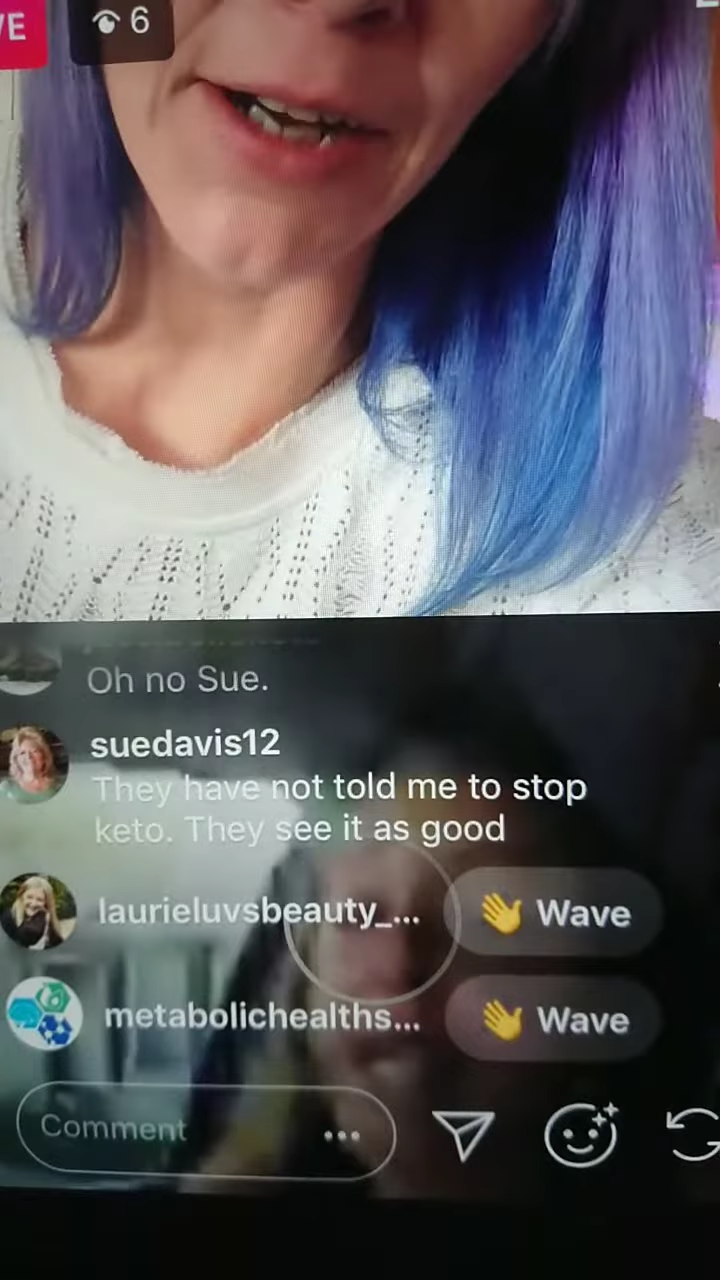 VE
6
Oh no Sue.
suedavis12
They have not told me to stop
keto. They see it as good
laurieluvsbeauty_...
👋 Wave
metabolichealths...
👋 Wave
Comment